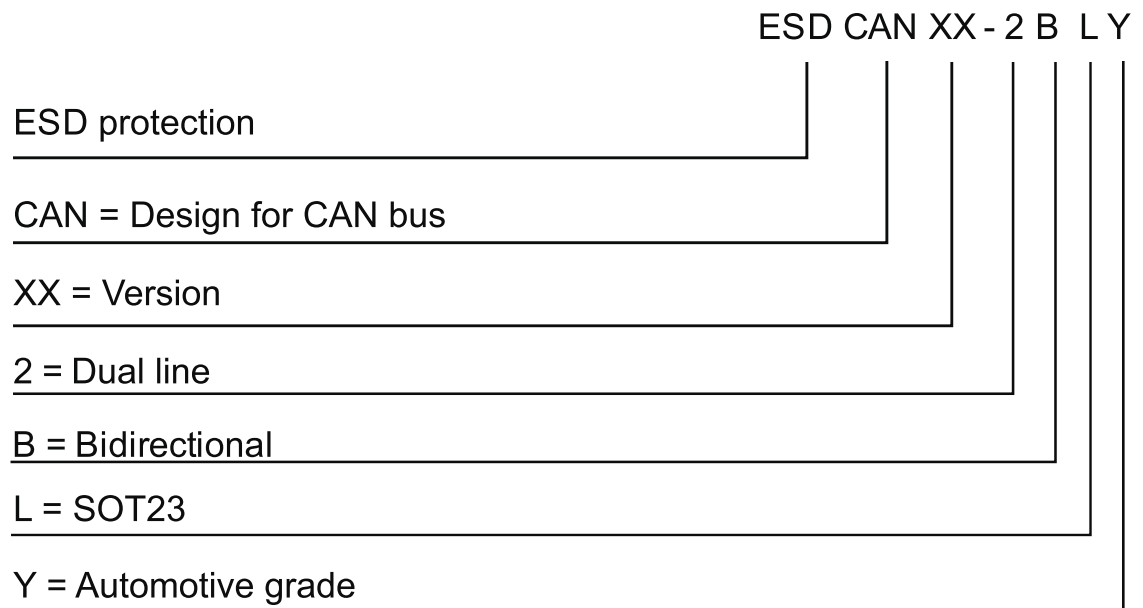 ESD CAN XX - 2 B L Y
ESD protection
CAN = Design for CAN bus
XX = Version
2 = Dual line
B = Bidirectional
L = SOT23
Y = Automotive grade